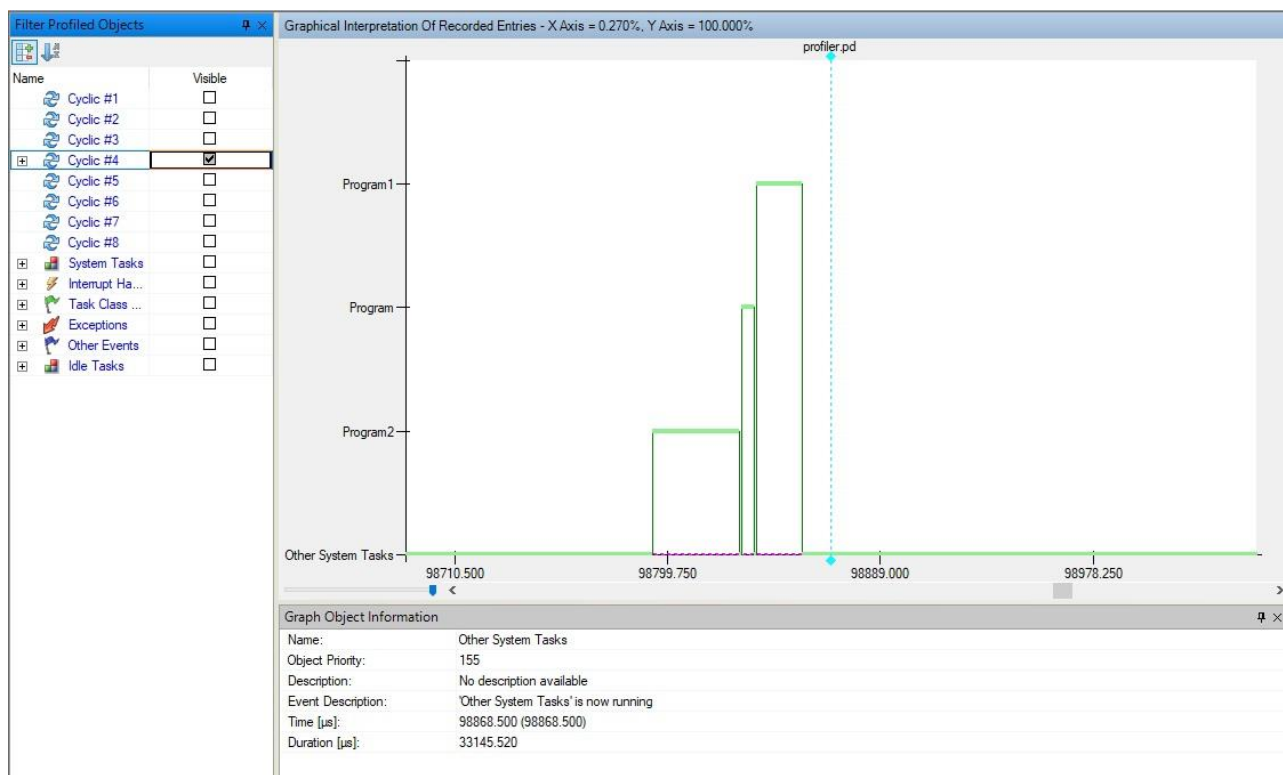 Filter Profiled Objects
Name Visible
Cyclic #1
Cyclic #2
Cyclic #3
Cyclic #4
Cyclic #5
Cyclic #6
Cyclic #7
Cyclic #8
System Tasks
Interrupt Ha...
Task Class ...
Exceptions
Other Events
Idle Tasks
Graphical Interpretation Of Recorded Entries - X Axis = 0.270%, Y Axis = 100.000%
profiler.pd
Program1
Program
Program2
Other System Tasks
98710.500 98799.750 98889.000 98978.250
Graph Object Information
Name: Other System Tasks
Object Priority: 155
Description: No description available
Event Description: 'Other System Tasks' is now running
Time [µs]: 98868.500 (98868.500)
Duration [µs]: 33145.520